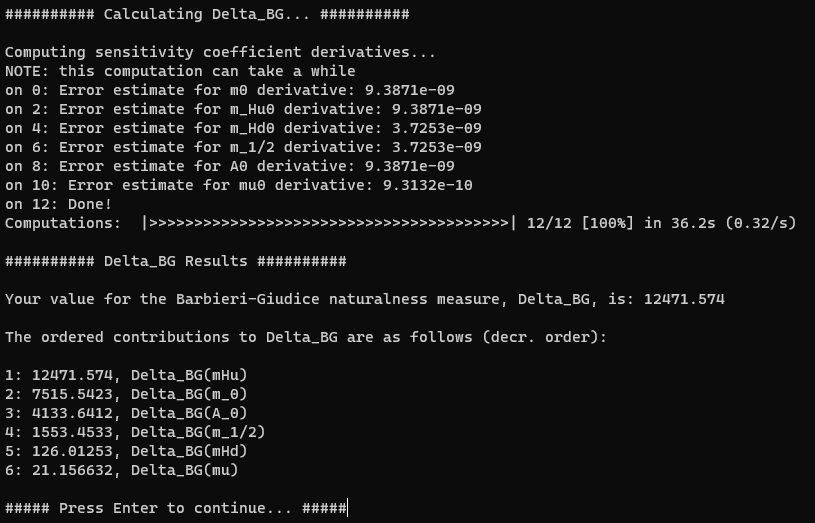 ########## Calculating Delta_BG... ##########
Computing sensitivity coefficient derivatives...
NOTE: this computation can take a while
on 0: Error estimate for m0 derivative: 9.3871e-09
on 2: Error estimate for m_Hu0 derivative: 9.3871e-09
on 4: Error estimate for m_Hd0 derivative: 3.7253e-09
on 6: Error estimate for m_1/2 derivative: 3.7253e-09
on 8: Error estimate for A0 derivative: 9.3871e-09
on 10: Error estimate for mu0 derivative: 9.3132e-10
on 12: Done!
Computations:  |>>>>>>>>>>>>>>>>>>>>>>>>>>>>>>>>>>>>>>>>| 12/12 [100%] in 36.2s (0.32/s)
########## Delta_BG Results ##########
Your value for the Barbieri-Giudice naturalness measure, Delta_BG, is: 12471.574
The ordered contributions to Delta_BG are as follows (decr. order):
1: 12471.574, Delta_BG(mHu)
2: 7515.5423, Delta_BG(m_0)
3: 4133.6412, Delta_BG(A_0)
4: 1553.4533, Delta_BG(m_1/2)
5: 126.01253, Delta_BG(mHd)
6: 21.156632, Delta_BG(mu)
##### Press Enter to continue... #####